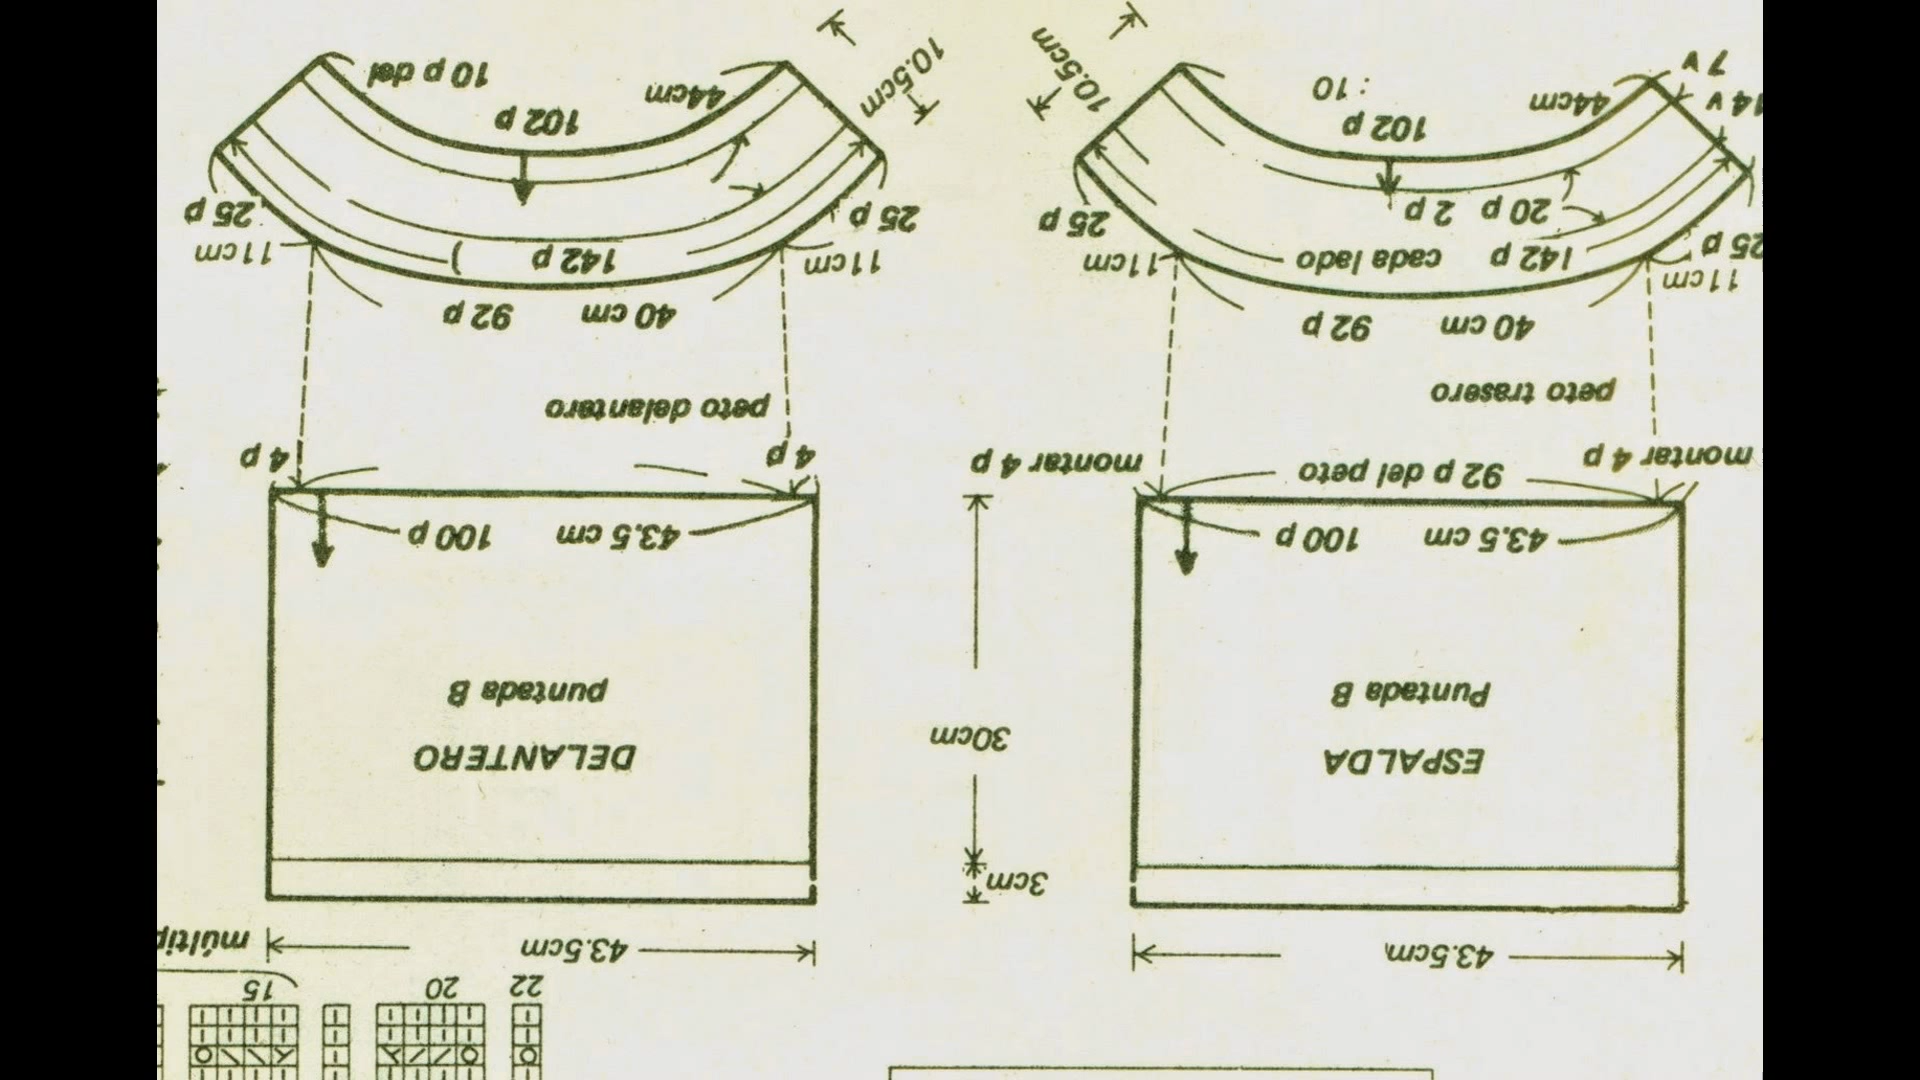 10 p del
102 p
44cm
10.5cm
25 p
25 p
11cm
142 p
11cm
92 p
40 cm
peto delantero
4 p
4 p
100 p
43.5 cm
puntada B
DELANTERO
43.5cm
10.5cm
: 10
102 p
44cm
7 v
14 v
25 p
2 p
20 p
25 p
11cm
cada lado
142 p
11cm
92 p
40 cm
peto trasero
montar 4 p
92 p del peto
montar 4 p
100 p
43.5 cm
Puntada B
ESPALDA
30cm
3cm
43.5cm
15
20
22